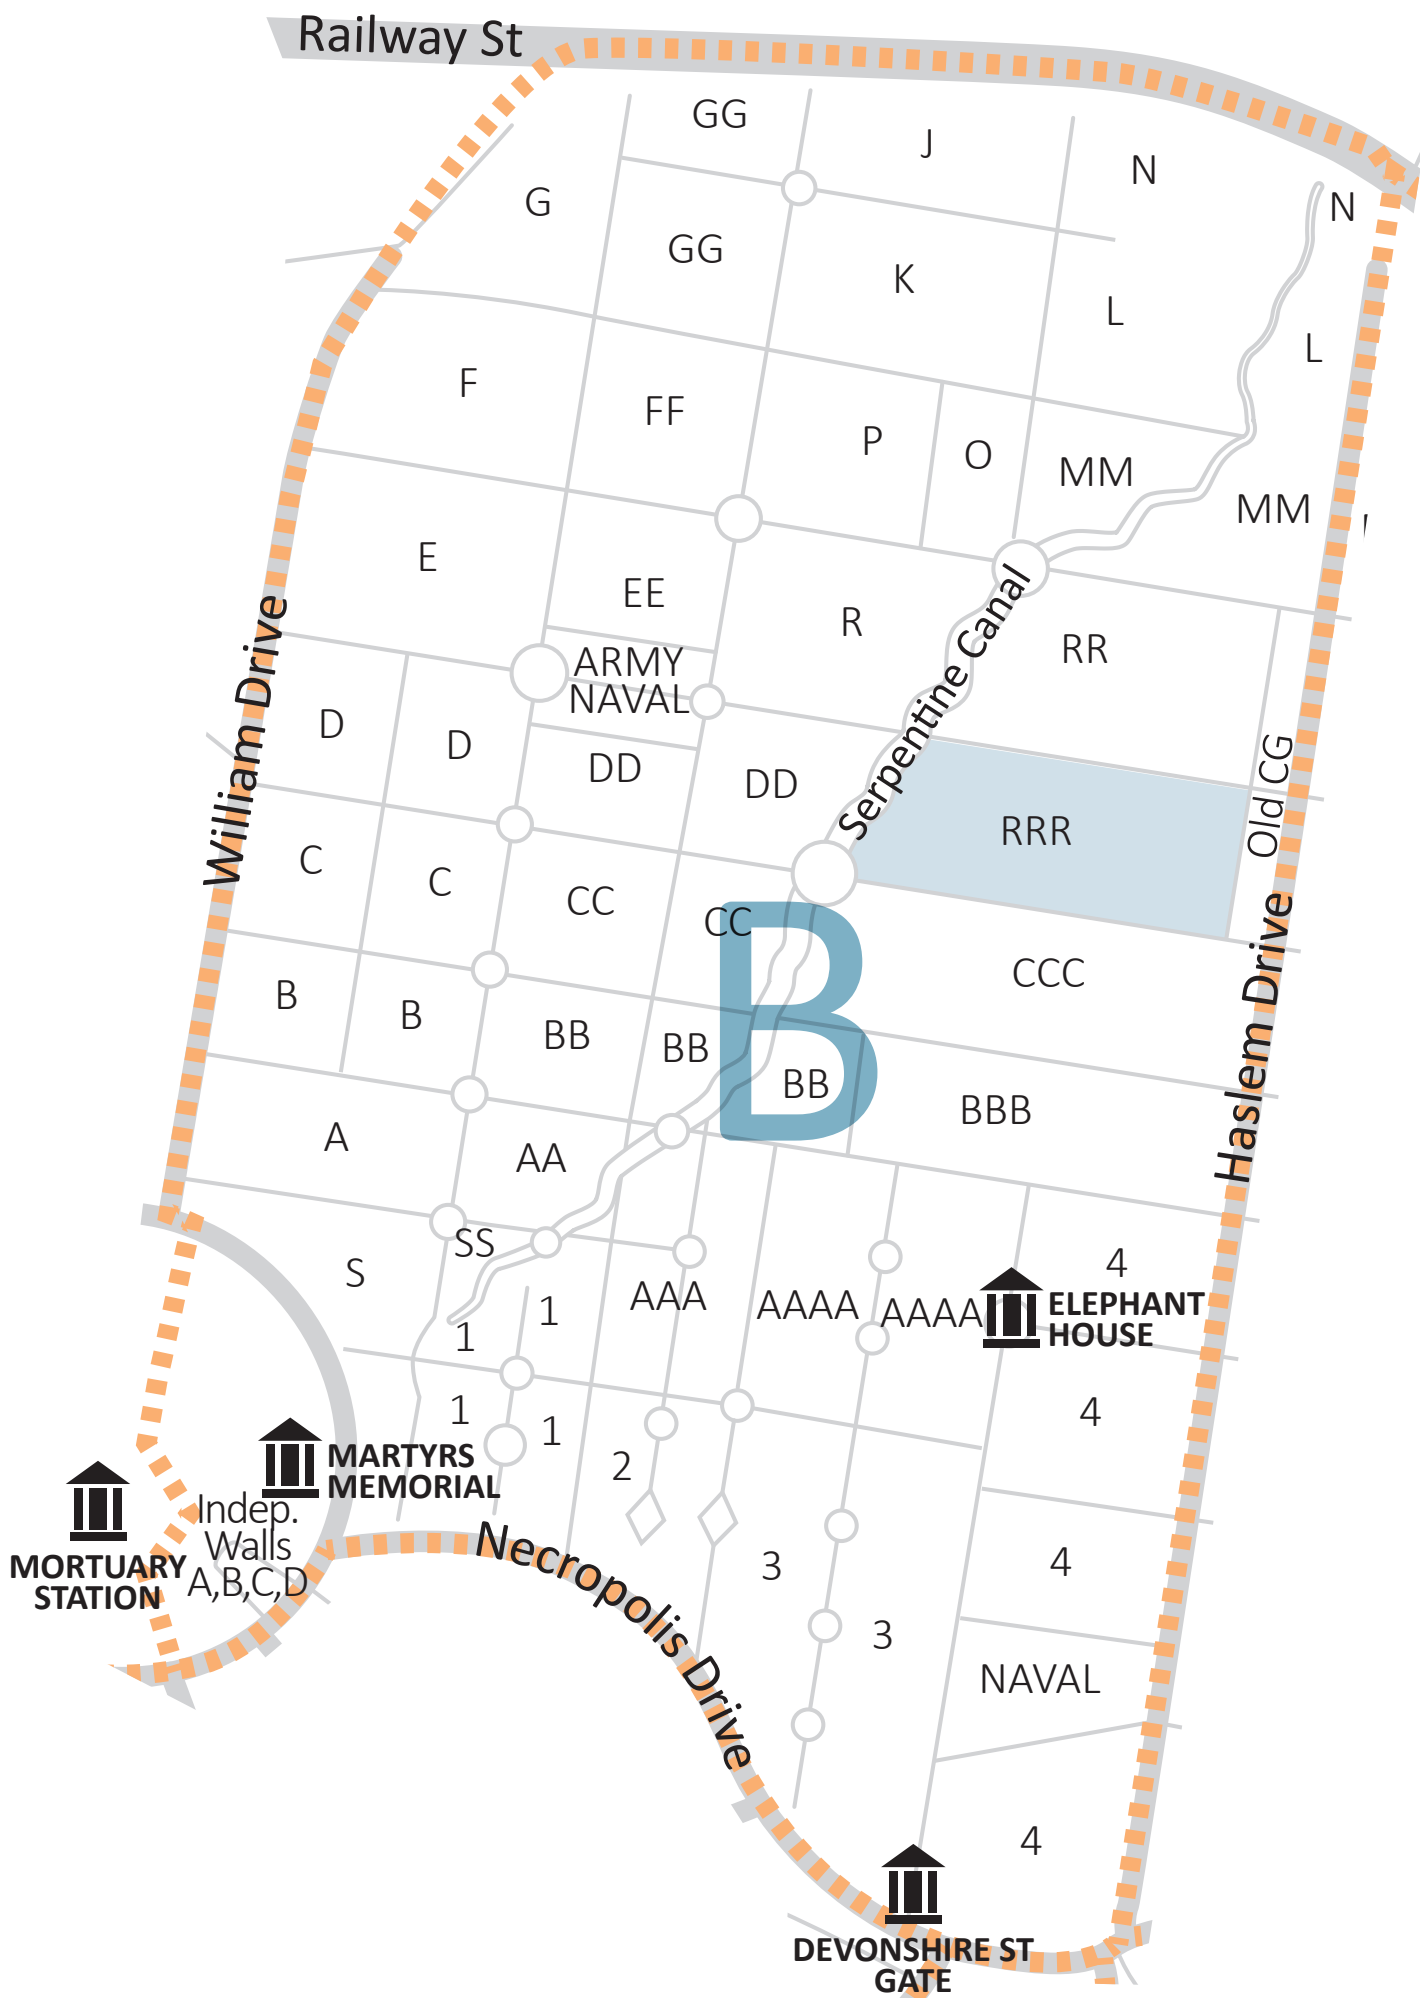 Railway St
GG
J
N
N
G
GG
K
L
L
F
FF
P
O
MM
MM
E
EE
R
RR
ARMY
NAVAL
William Drive
Serpentine Canal
D
D
DD
DD
RRR
Old CG
C
C
CC
CC
CCC
Haslem Drive
B
B
B
BB
BB
BB
BBB
A
AA
S
SS
1
1
AAA
AAAA
AAAA
4
ELEPHANT
HOUSE
1
1
2
4
MARTYRS
MEMORIAL
MORTUARY
STATION
Indep.
Walls
A,B,C,D
Necropolis Drive
3
4
3
NAVAL
4
DEVONSHIRE ST
GATE